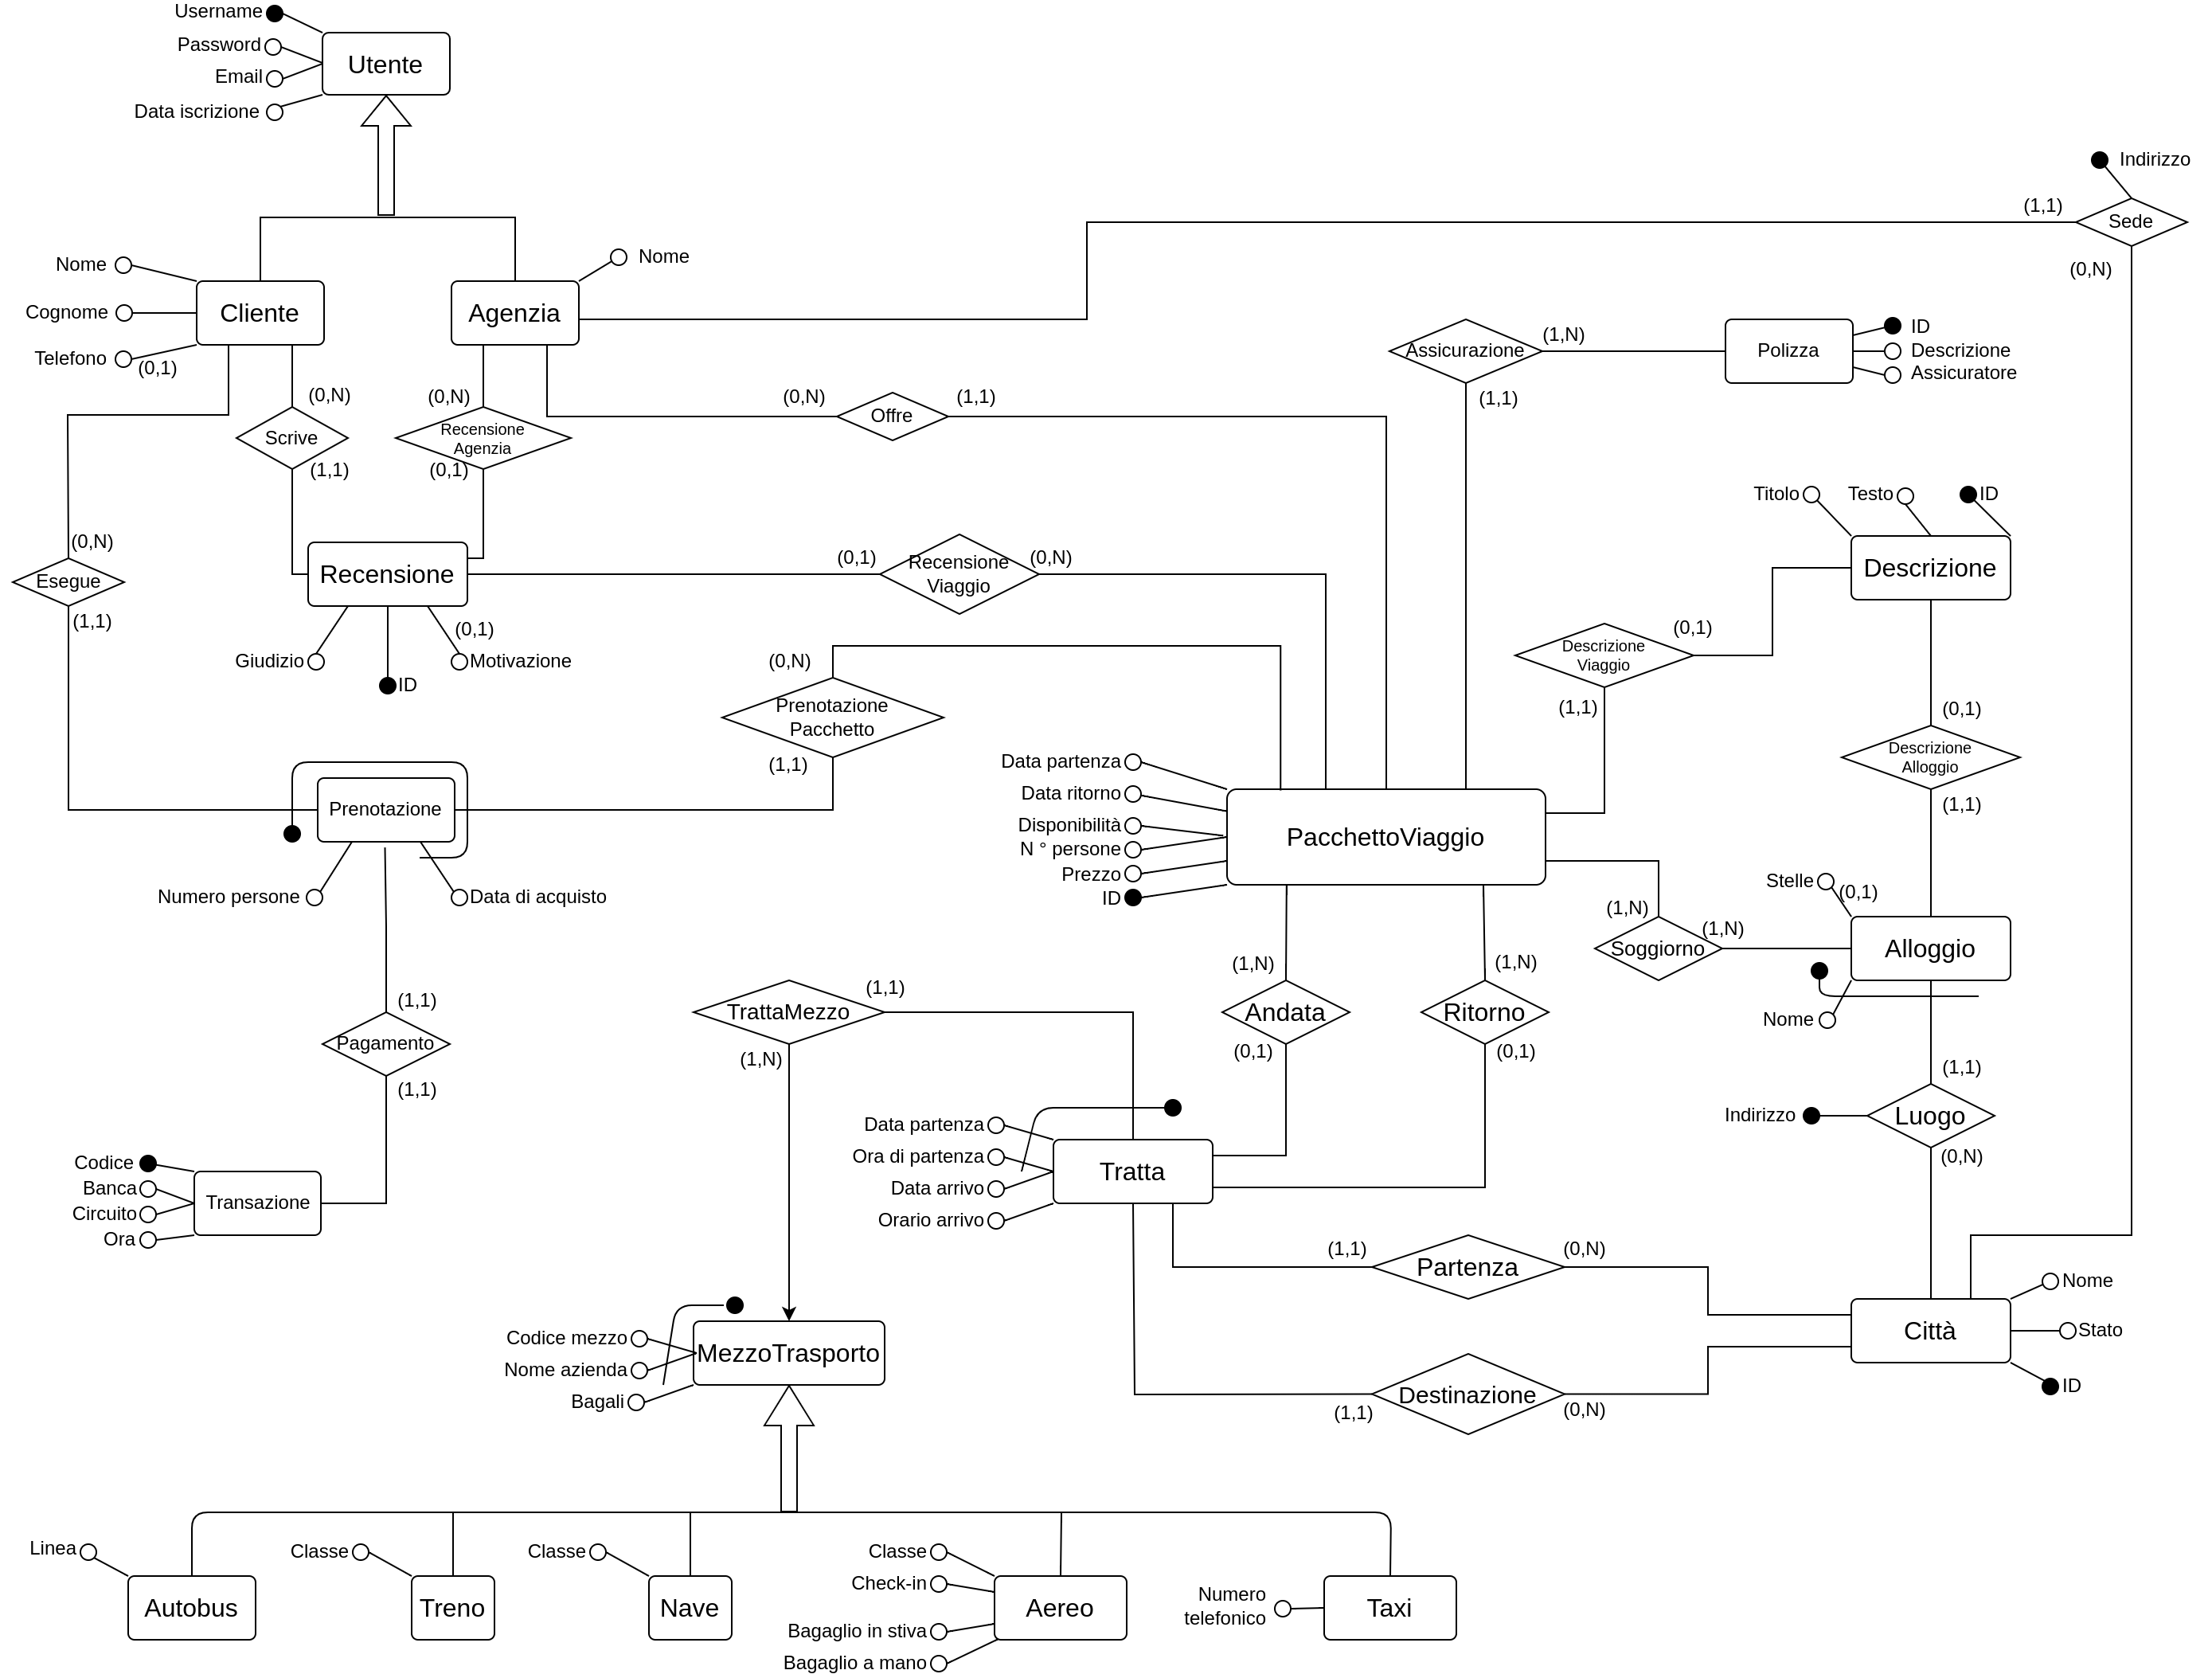 Username
Password
Utente
Email
Data iscrizione
Indirizzo
(1,1)
Sede
Nome
Nome
(0,N)
Cognome
Cliente
Agenzia
ID
Telefono
(0,1)
Assicurazione
(1,N)
Polizza
Descrizione
Assicuratore
(0,N)
(0,N)
(0,N)
Offre
(1,1)
(1,1)
Scrive
Recensione
Agenzia
(1,1)
(0,1)
Titolo
Testo
ID
(0,N)
Esegue
(1,1)
Recensione
(0,1)
Recensione
Viaggio
(0,N)
Descrizione
(0,1)
Giudizio
Motivazione
ID
(0,N)
Descrizione
Viaggio
(0,1)
(1,1)
Prenotazione
Pacchetto
(1,1)
(0,1)
Descrizione
Alloggio
(1,1)
Prenotazione
Data partenza
Data ritorno
Disponibilità
N ° persone
Prezzo
ID
PacchettoViaggio
Numero persone
Data di acquisto
Stelle
(0,1)
(1,N)
(1,N)
Soggiorno
Alloggio
Nome
(1,1)
Pagamento
(1,1)
TrattaMezzo
(1,1)
(1,N)
(1,N)
Andata
(0,1)
(1,N)
Ritorno
(0,1)
(1,1)
Indirizzo
Luogo
(0,N)
Codice
Banca
Circuito
Ora
Transazione
Data partenza
Ora di partenza
Data arrivo
Orario arrivo
Tratta
(1,1)
Partenza
(0,N)
Nome
Stato
ID
Città
Codice mezzo
Nome azienda
Bagali
MezzoTrasporto
(1,1)
Destinazione
(0,N)
Linea
Autobus
Classe
Treno
Classe
Nave
Classe
Check-in
Bagaglio in stiva
Bagaglio a mano
Aereo
Numero
telefonico
Taxi